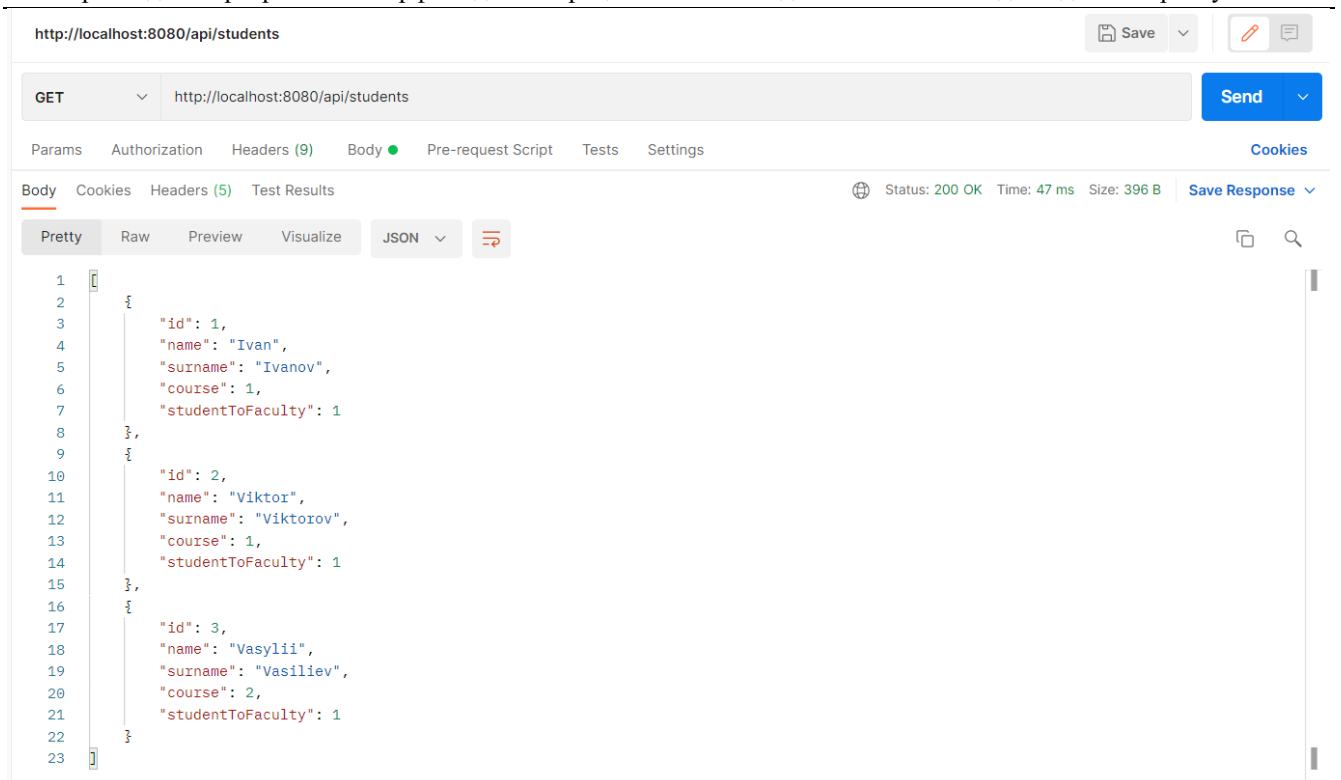 http://localhost:8080/api/students Save
GET http://localhost:8080/api/students Send
Params Authorization Headers (9) Body Pre-request Script Tests Settings Cookies
Body Cookies Headers (5) Test Results Status: 200 OK Time: 47 ms Size: 396 B Save Response
Pretty Raw Preview Visualize JSON
1 [
2 {
3 "id": 1,
4 "name": "Ivan",
5 "surname": "Ivanov",
6 "course": 1,
7 "studentToFaculty": 1
8 },
9 {
10 "id": 2,
11 "name": "Viktor",
12 "surname": "Viktorov",
13 "course": 1,
14 "studentToFaculty": 1
15 },
16 {
17 "id": 3,
18 "name": "Vasylii",
19 "surname": "Vasiliev",
20 "course": 2,
21 "studentToFaculty": 1
22 }
23 ]